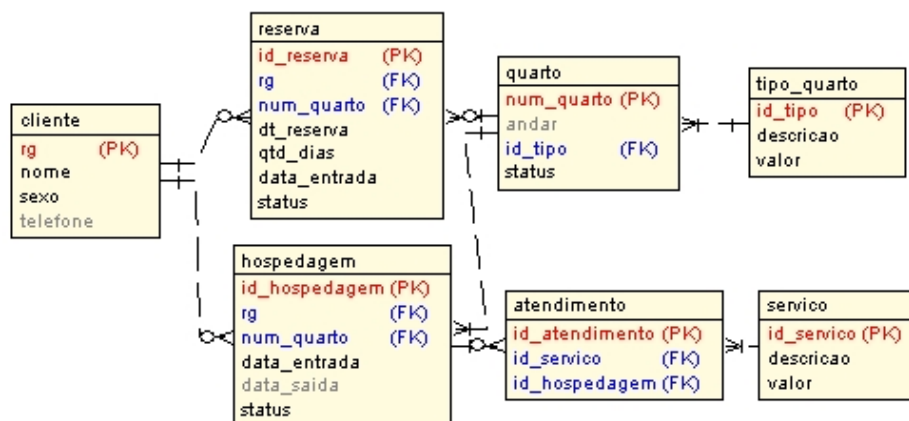 cliente
rg (PK)
nome
sexo
telefone
reserva
id_reserva (PK)
rg (FK)
num_quarto (FK)
dt_reserva
qtd_dias
data_entrada
status
quarto
num_quarto (PK)
andar
id_tipo (FK)
status
tipo_quarto
id_tipo (PK)
descricao
valor
hospedagem
id_hospedagem (PK)
rg (FK)
num_quarto (FK)
data_entrada
data_saida
status
atendimento
id_atendimento (PK)
id_servico (FK)
id_hospedagem (FK)
servico
id_servico (PK)
descricao
valor